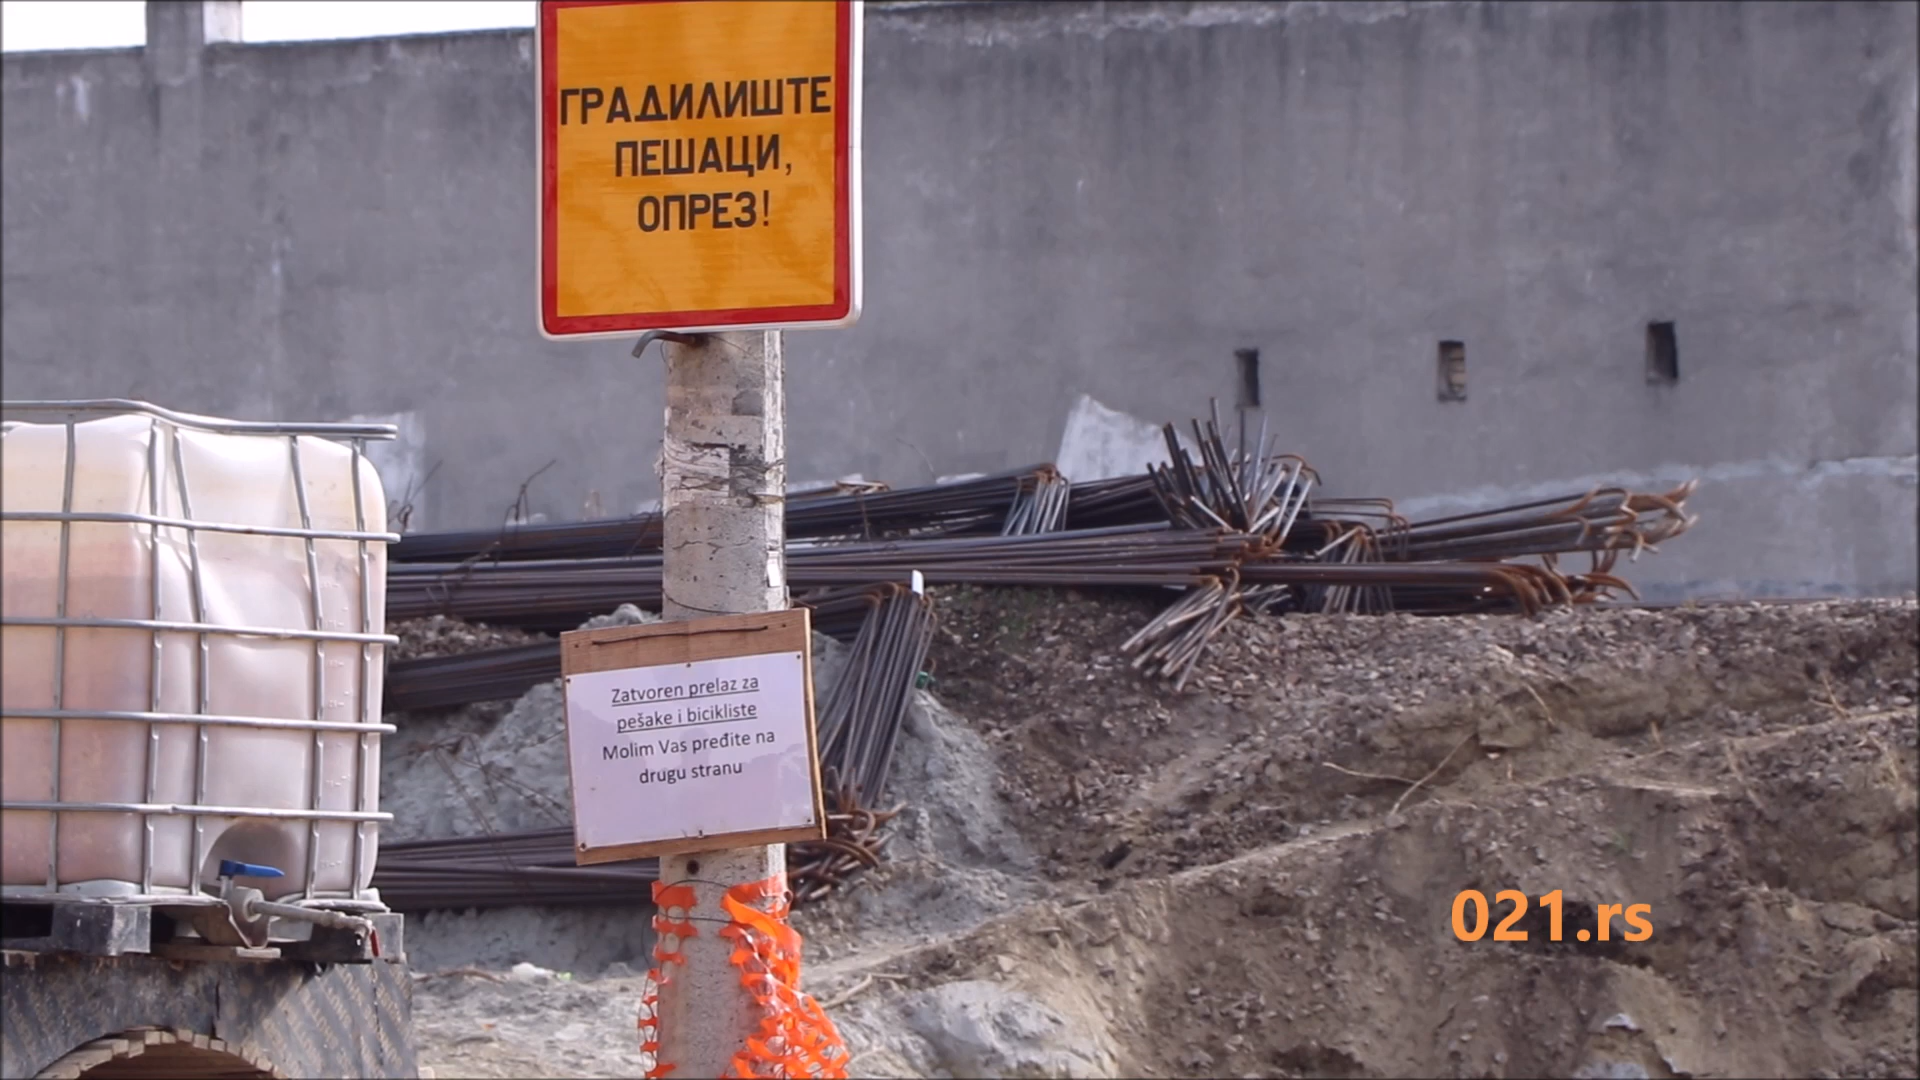 ГРАДИЛИШТЕ
ПЕШАЦИ,
ОПРЕЗ!
Zatvoren prelaz za
pešake i bicikliste
Molim Vas pređite na
drugu stranu
021.rs